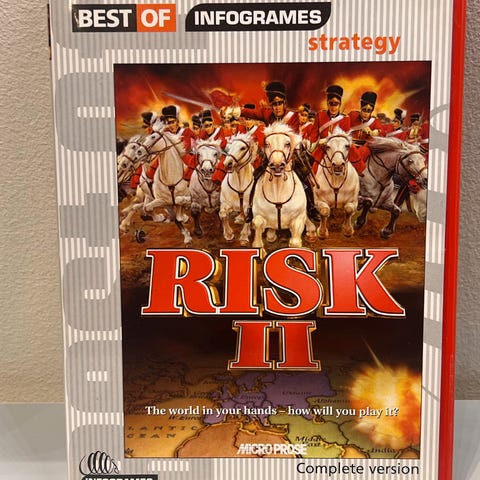 BEST OF INFOGRAMES
strategy
RISK
II
The world in your hands – how will you play it?
MICROPROSE
Complete version
INFOGRAMES